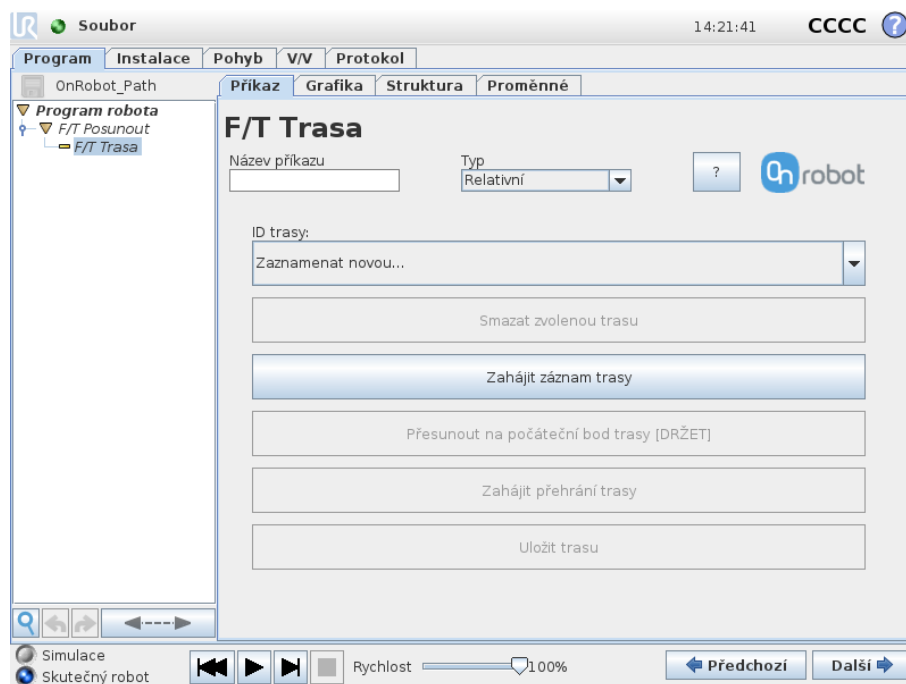 UR Soubor 14:21:41 CCCC ?
Program Instalace Pohyb V/V Protokol
OnRobot_Path
Příkaz Grafika Struktura Proměnné
Program robota
F/T Posunout
F/T Trasa
F/T Trasa
Název příkazu
Typ
Relativní
?
On robot
ID trasy:
Zaznamenat novou...
Smazat zvolenou trasu
Zahájit záznam trasy
Přesunout na počáteční bod trasy [DRŽET]
Zahájit přehrání trasy
Uložit trasu
Simulace
Skutečný robot
Rychlost 100%
Předchozí
Další